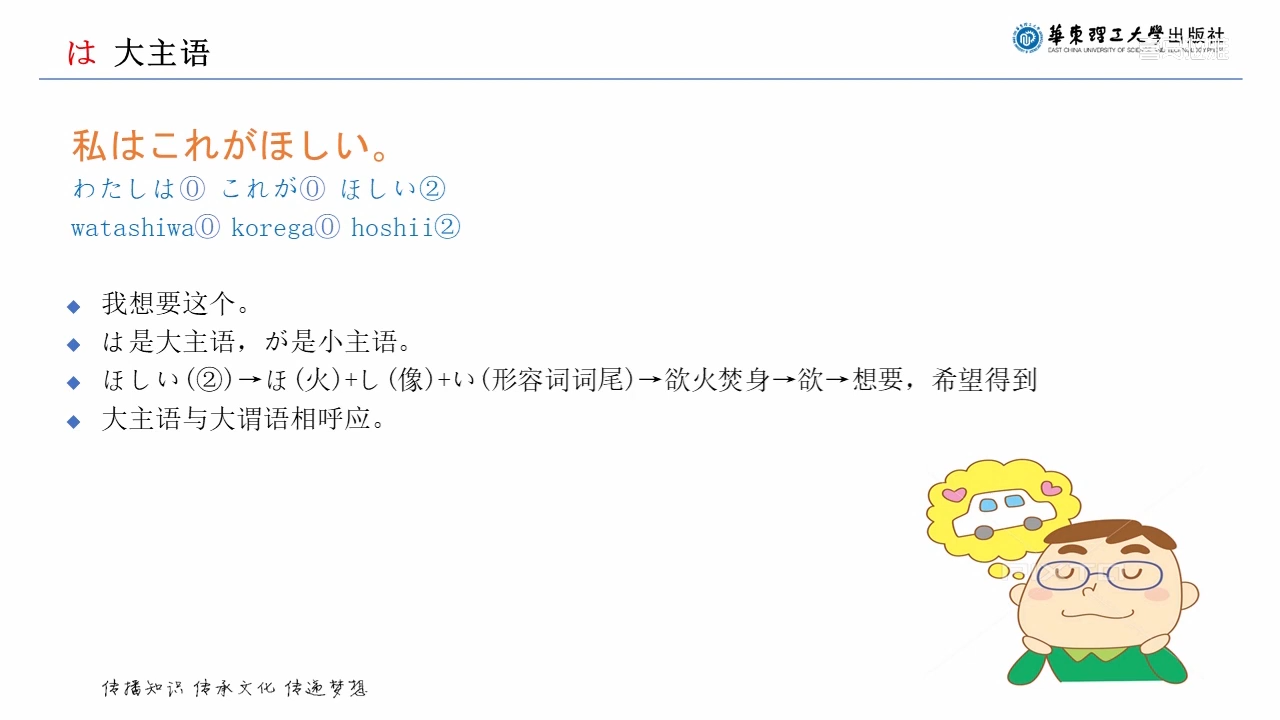 は 大主语
華東理工大學出版社
EAST CHINA UNIVERSITY OF SCIENCE
私はこれがほしい。
わたしは⓪ これが⓪ ほしい②
watashiwa⓪ korega⓪ hoshii②
我想要这个。
は是大主语，が是小主语。
ほしい(②)→ほ(火)+し(像)+い(形容词词尾)→欲火焚身→欲→想要，希望得到
大主语与大谓语相呼应。
传播知识 传承文化 传递梦想